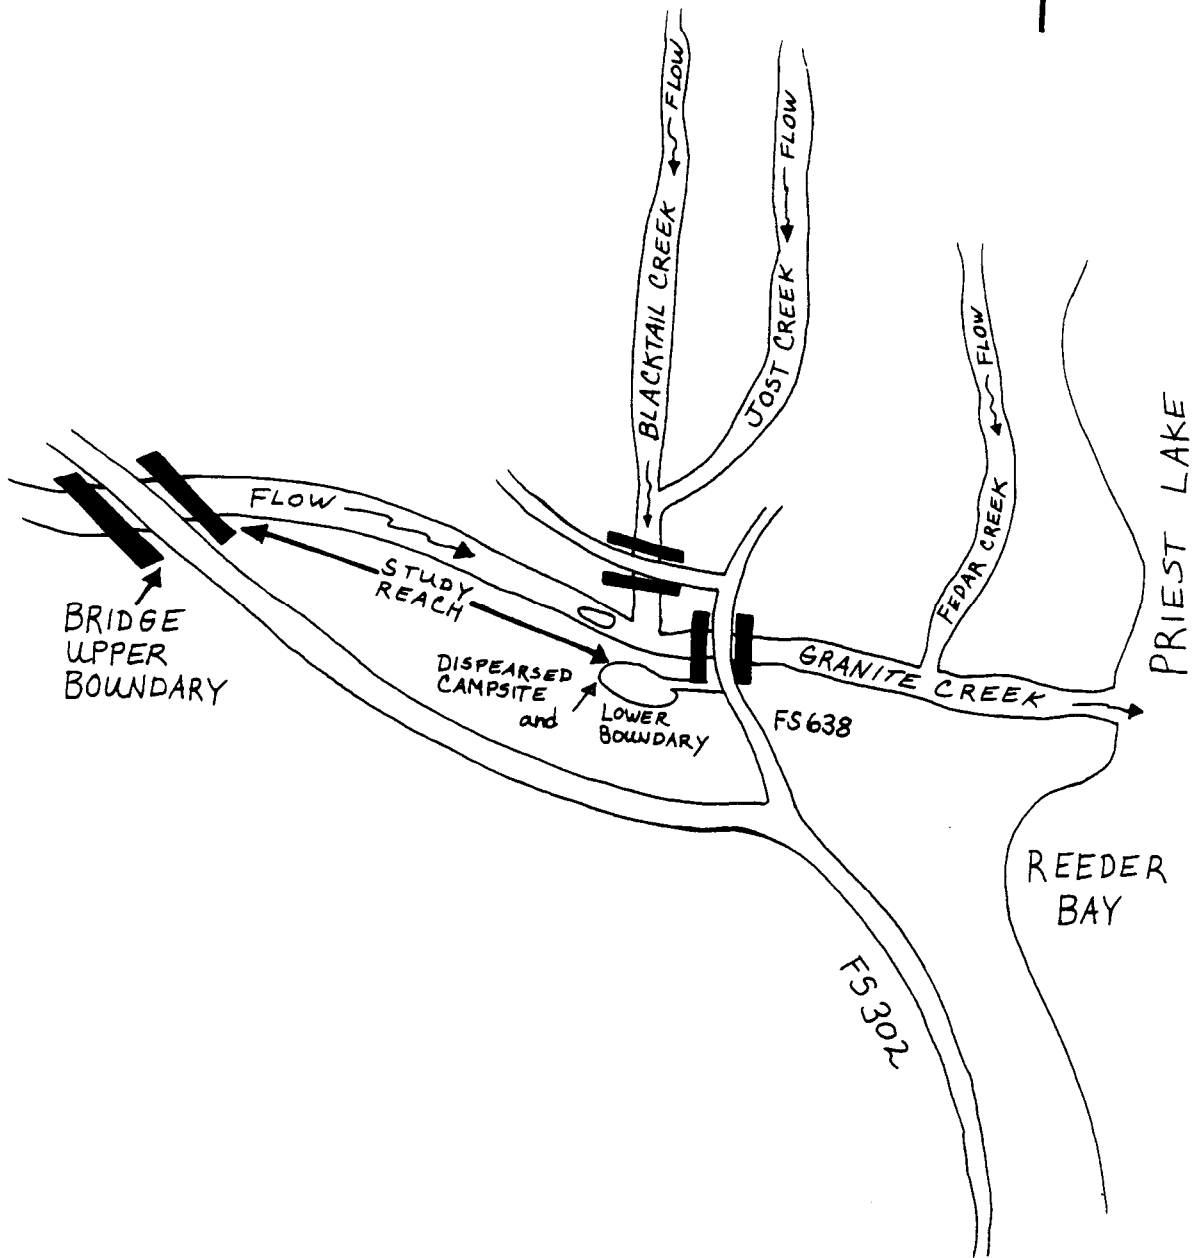 FLOW
FLOW
BLACKTAIL CREEK
JOST CREEK
FLOW
FEDAR CREEK
PRIEST LAKE
FLOW
STUDY
REACH
BRIDGE
UPPER
BOUNDARY
DISPEARSED
CAMPSITE
and
LOWER
BOUNDARY
GRANITE CREEK
FS638
REEDER
BAY
FS302